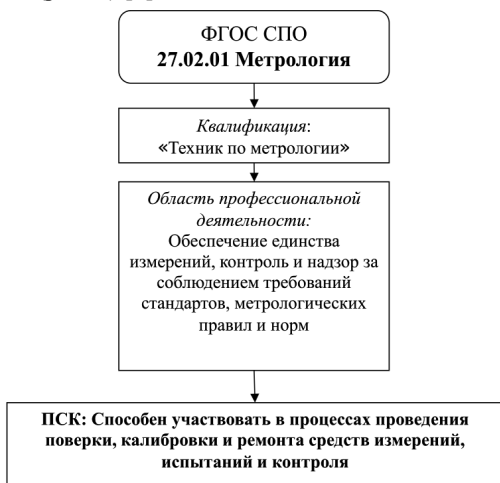 ФГОС СПО
27.02.01 Метрология
Квалификация:
«Техник по метрологии»
Область профессиональной
деятельности:
Обеспечение единства
измерений, контроль и надзор за
соблюдением требований
стандартов, метрологических
правил и норм
ПСК: Способен участвовать в процессах проведения
поверки, калибровки и ремонта средств измерений,
испытаний и контроля